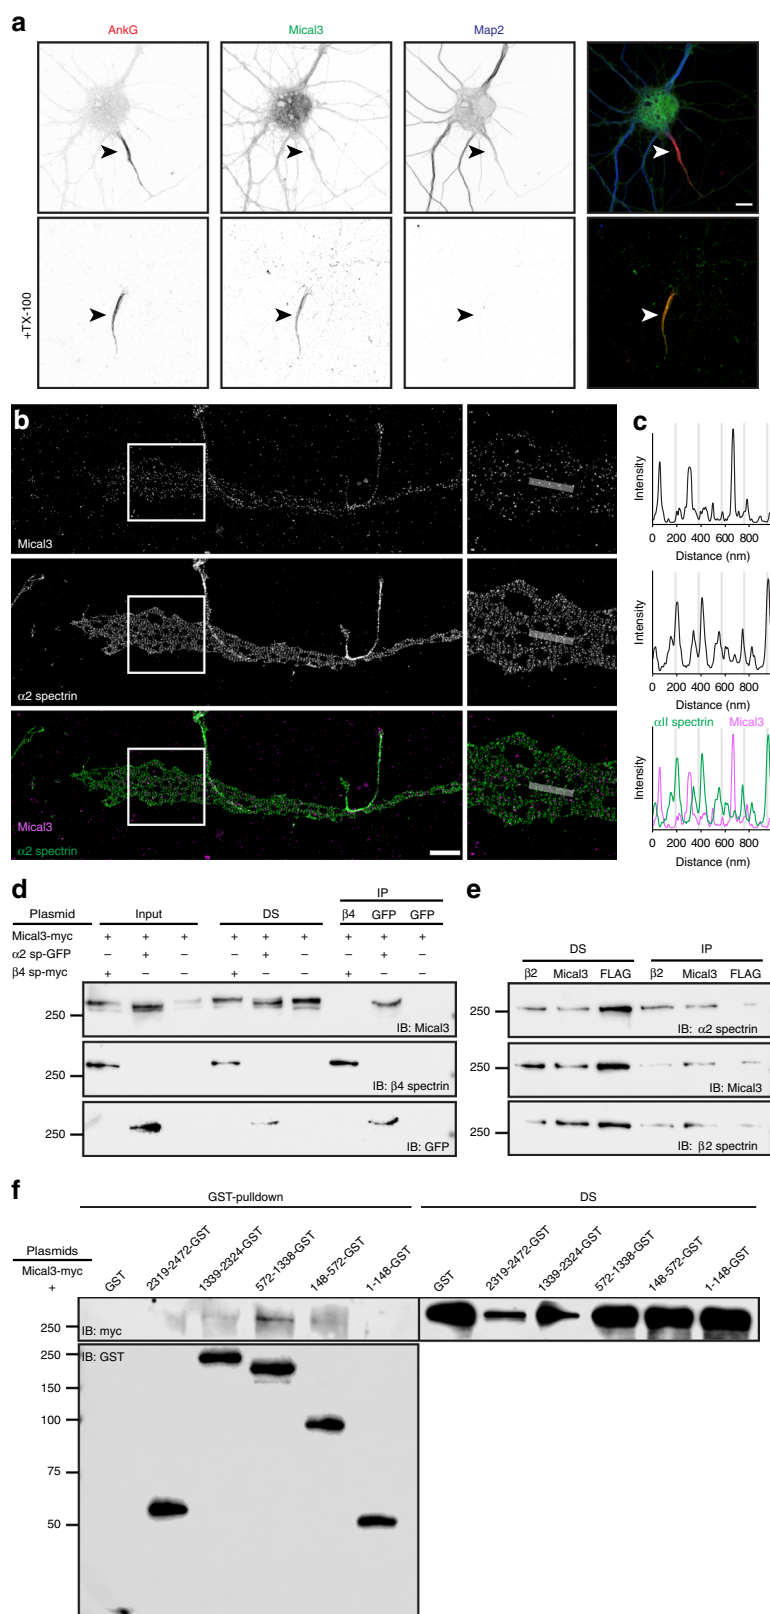 a
AnkG
Mical3
Map2
+TX-100
b
Mical3
α2 spectrin
Mical3
α2 spectrin
c
Intensity
0 200 400 600 800
Distance (nm)
Intensity
0 200 400 600 800
Distance (nm)
αII spectrin Mical3
Intensity
0 200 400 600 800
Distance (nm)
d
IP
Plasmid Input DS β4 GFP GFP
Mical3-myc + + + + + + + + +
α2 sp-GFP – + – – + – – + –
β4 sp-myc + – – + – – + – –
250
IB: Mical3
250
IB: β4 spectrin
250
IB: GFP
e
DS IP
β2 Mical3 FLAG β2 Mical3 FLAG
250
IB: α2 spectrin
250
IB: Mical3
250
IB: β2 spectrin
f
GST-pulldown DS
Plasmids
Mical3-myc
+
GST 2319-2472-GST 1339-2324-GST 572-1338-GST 148-572-GST 1-148-GST GST 2319-2472-GST 1339-2324-GST 572-1338-GST 148-572-GST 1-148-GST
250
IB: myc
IB: GST
250
150
100
75
50